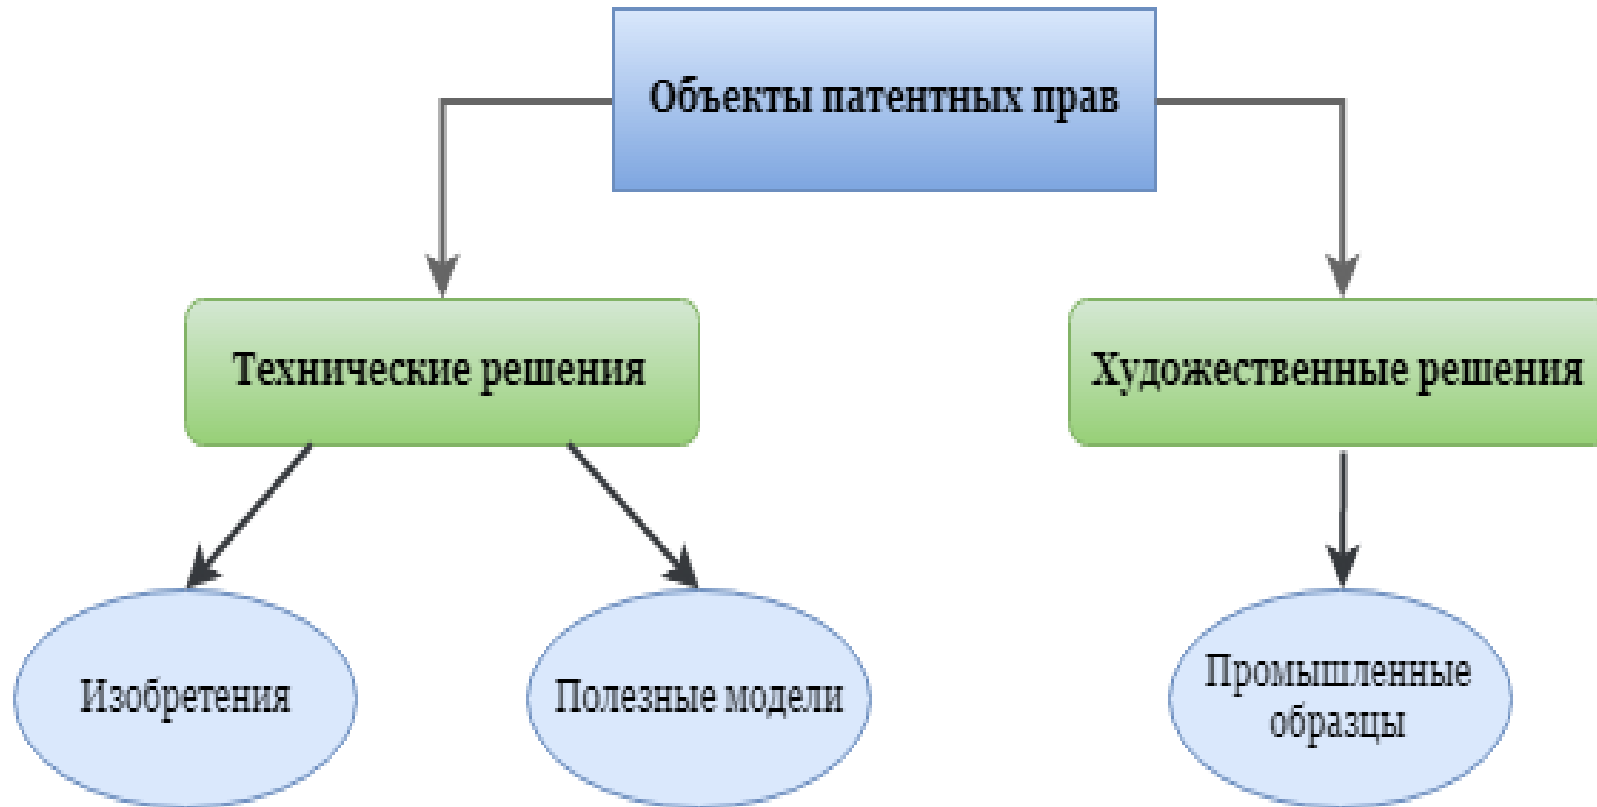 Объекты патентных прав
Технические решения
Художественные решения
Изобретения
Полезные модели
Промышленные
образцы